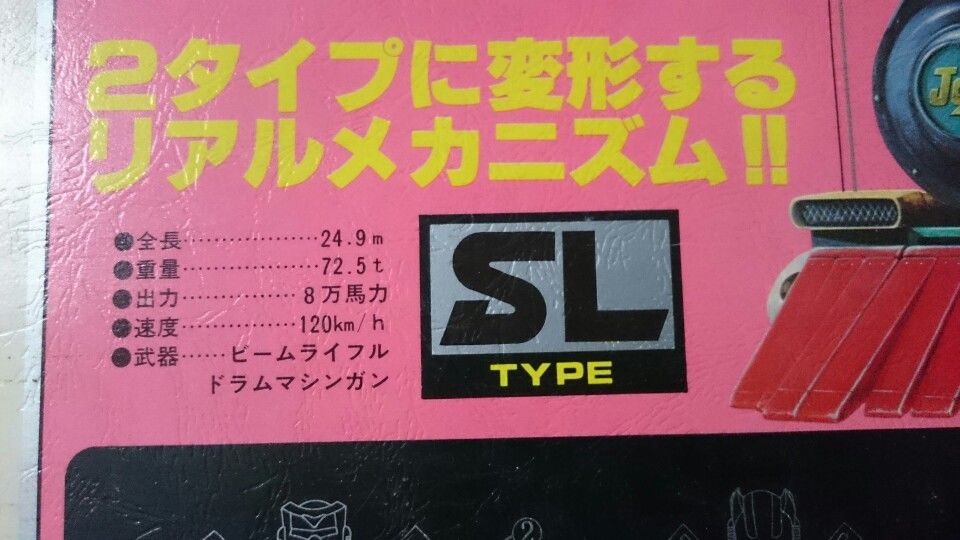 2タイプに変形する
リアルメカニズム!!
●全長………………24.9m
●重量………………72.5t
●出力……………8万馬力
●速度……………120km/h
●武器……ビームライフル
ドラムマシンガン
SL
TYPE
②